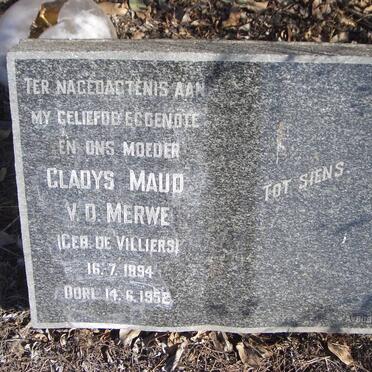 TER NAGEDAGTENIS AAN
MY GELIEFDE EGGENOTE
EN ONS MOEDER
GLADYS MAUD
V.D. MERWE
(GEB. DE VILLIERS)
16.7.1894
OORL. 14.6.1952
TOT SIENS.